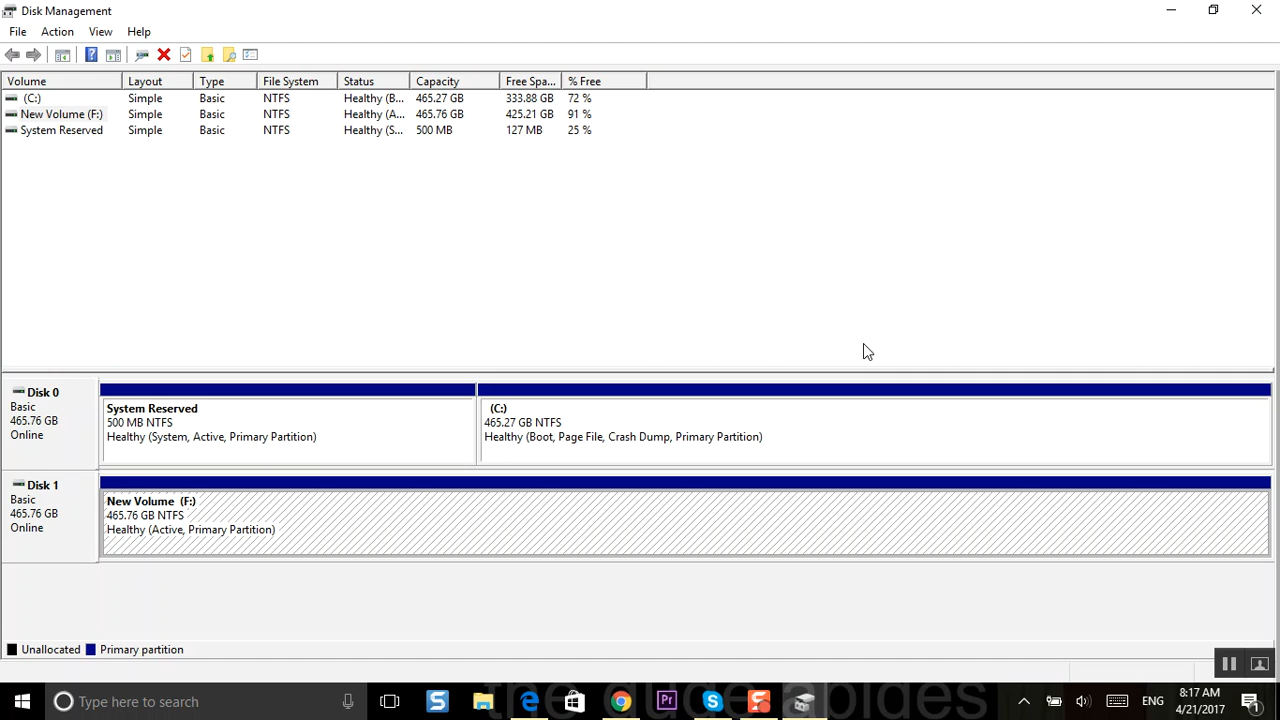 Disk Management
File Action View Help
Volume Layout Type File System Status Capacity Free Spa... % Free
(C:) Simple Basic NTFS Healthy (B... 465.27 GB 333.88 GB 72 %
New Volume (F:) Simple Basic NTFS Healthy (A... 465.76 GB 425.21 GB 91 %
System Reserved Simple Basic NTFS Healthy (S... 500 MB 127 MB 25 %
Disk 0
Basic
465.76 GB
Online
System Reserved
500 MB NTFS
Healthy (System, Active, Primary Partition)
(C:)
465.27 GB NTFS
Healthy (Boot, Page File, Crash Dump, Primary Partition)
Disk 1
Basic
465.76 GB
Online
New Volume (F:)
465.76 GB NTFS
Healthy (Active, Primary Partition)
Unallocated Primary partition
Type here to search
the dude abides
ENG
8:17 AM
4/21/2017
1